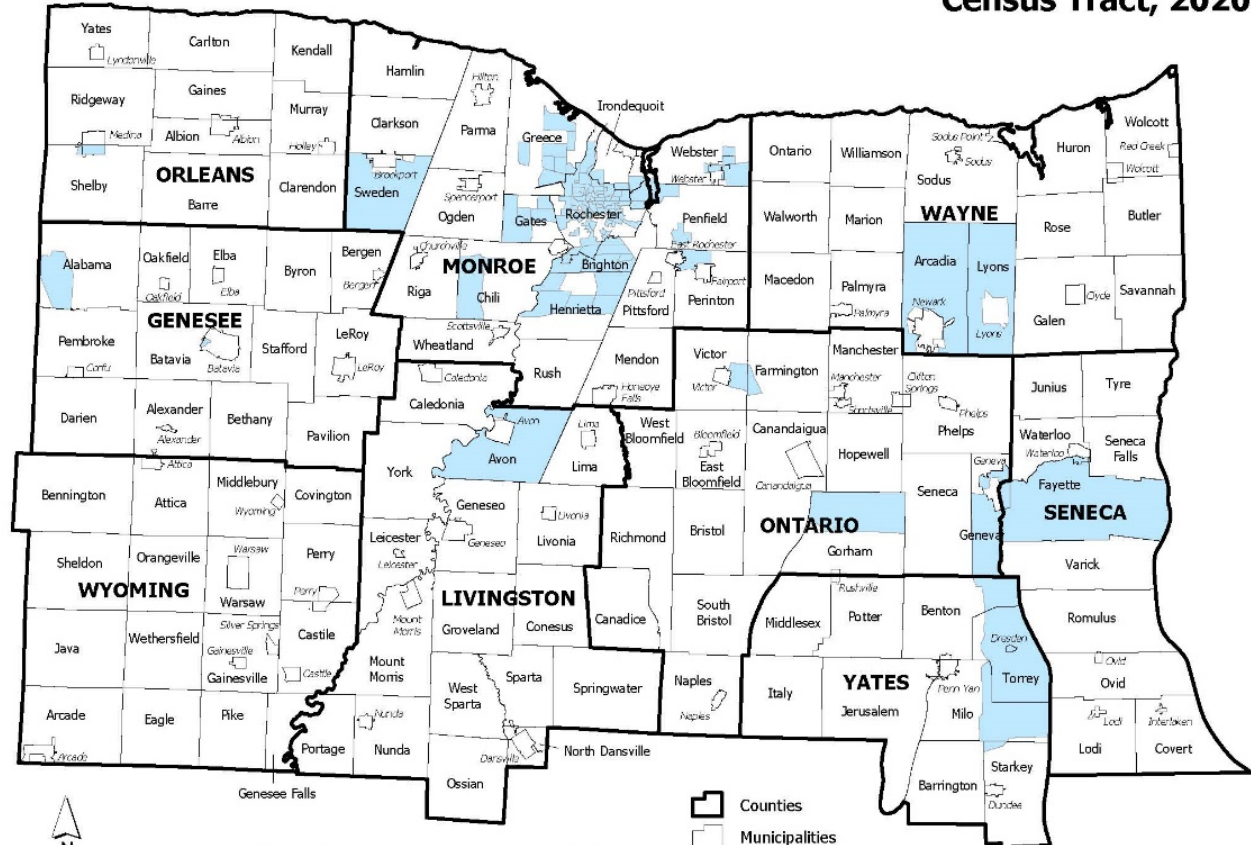 Census Tract, 2020
Yates
Lyndonville
Carlton
Kendall
Ridgeway
Gaines
Murray
Medina
Albion
Albion
Holley
Shelby
ORLEANS
Barre
Clarendon
Hamlin
Hilton
Irondequoit
Clarkson
Parma
Greece
Brockport
Sweden
Spencerport
Ogden
Gates
Rochester
Webster
Webster
Penfield
East Rochester
Churchville
MONROE
Brighton
Riga
Chili
Henrietta
Pittsford
Pittsford
Fairport
Perinton
Scottsville
Wheatland
Rush
Mendon
Honeoye
Falls
Ontario
Williamson
Sodus Point
Sodus
Sodus
Huron
Wolcott
Red Creek
Wolcott
Walworth
Marion
WAYNE
Rose
Butler
Macedon
Palmyra
Palmyra
Arcadia
Lyons
Newark
Lyons
Clyde
Galen
Savannah
Alabama
Oakfield
Oakfield
Elba
Elba
Byron
Bergen
Bergen
GENESEE
Pembroke
Corfu
Batavia
Batavia
Stafford
LeRoy
LeRoy
Darien
Alexander
Alexander
Bethany
Pavilion
Caledonia
Caledonia
Avon
Avon
Lima
Lima
York
Geneseo
Geneseo
Livonia
Livonia
Leicester
Leicester
LIVINGSTON
Mount
Morris
Groveland
Conesus
Mount
Morris
West
Sparta
Sparta
Springwater
Nunda
Portage
Nunda
Dansville
North Dansville
Ossian
Victor
Victor
Farmington
Manchester
Manchester
Shortsville
Clifton
Springs
Phelps
Phelps
West
Bloomfield
Bloomfield
East
Bloomfield
Canandaigua
Canandaigua
Hopewell
Seneca
Geneva
Geneva
Richmond
Bristol
ONTARIO
Gorham
Rushville
Canadice
South
Bristol
Naples
Naples
Junius
Tyre
Waterloo
Waterloo
Seneca
Falls
Fayette
SENECA
Varick
Romulus
Ovid
Ovid
Lodi
Interlaken
Lodi
Covert
Middlesex
Potter
Benton
Dresden
Torrey
Italy
YATES
Jerusalem
Penn Yan
Milo
Barrington
Starkey
Dundee
Attica
Bennington
Attica
Middlebury
Wyoming
Covington
Sheldon
Orangeville
Warsaw
Warsaw
Perry
Perry
WYOMING
Java
Wethersfield
Silver Springs
Gainesville
Gainesville
Castile
Castile
Arcade
Arcade
Eagle
Pike
Genesee Falls
N
Counties
Municipalities